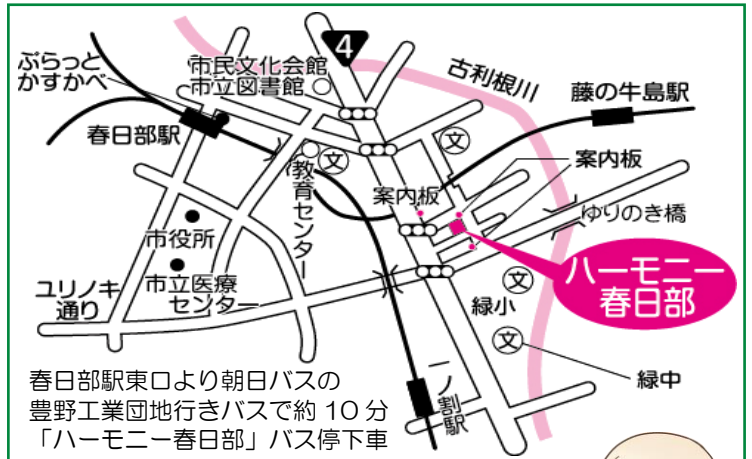 ぷらっと
かすかべ
市民文化会館
市立図書館
4
古利根川
藤の牛島駅
春日部駅
文
文
案内板
教育センター
案内板
市役所
ゆりのき橋
市立医療
センター
ユリノキ
通り
ハーモニー
春日部
文
緑小
文
緑中
一ノ割駅
春日部駅東口より朝日バスの
豊野工業団地行きバスで約 10 分
「ハーモニー春日部」バス停下車